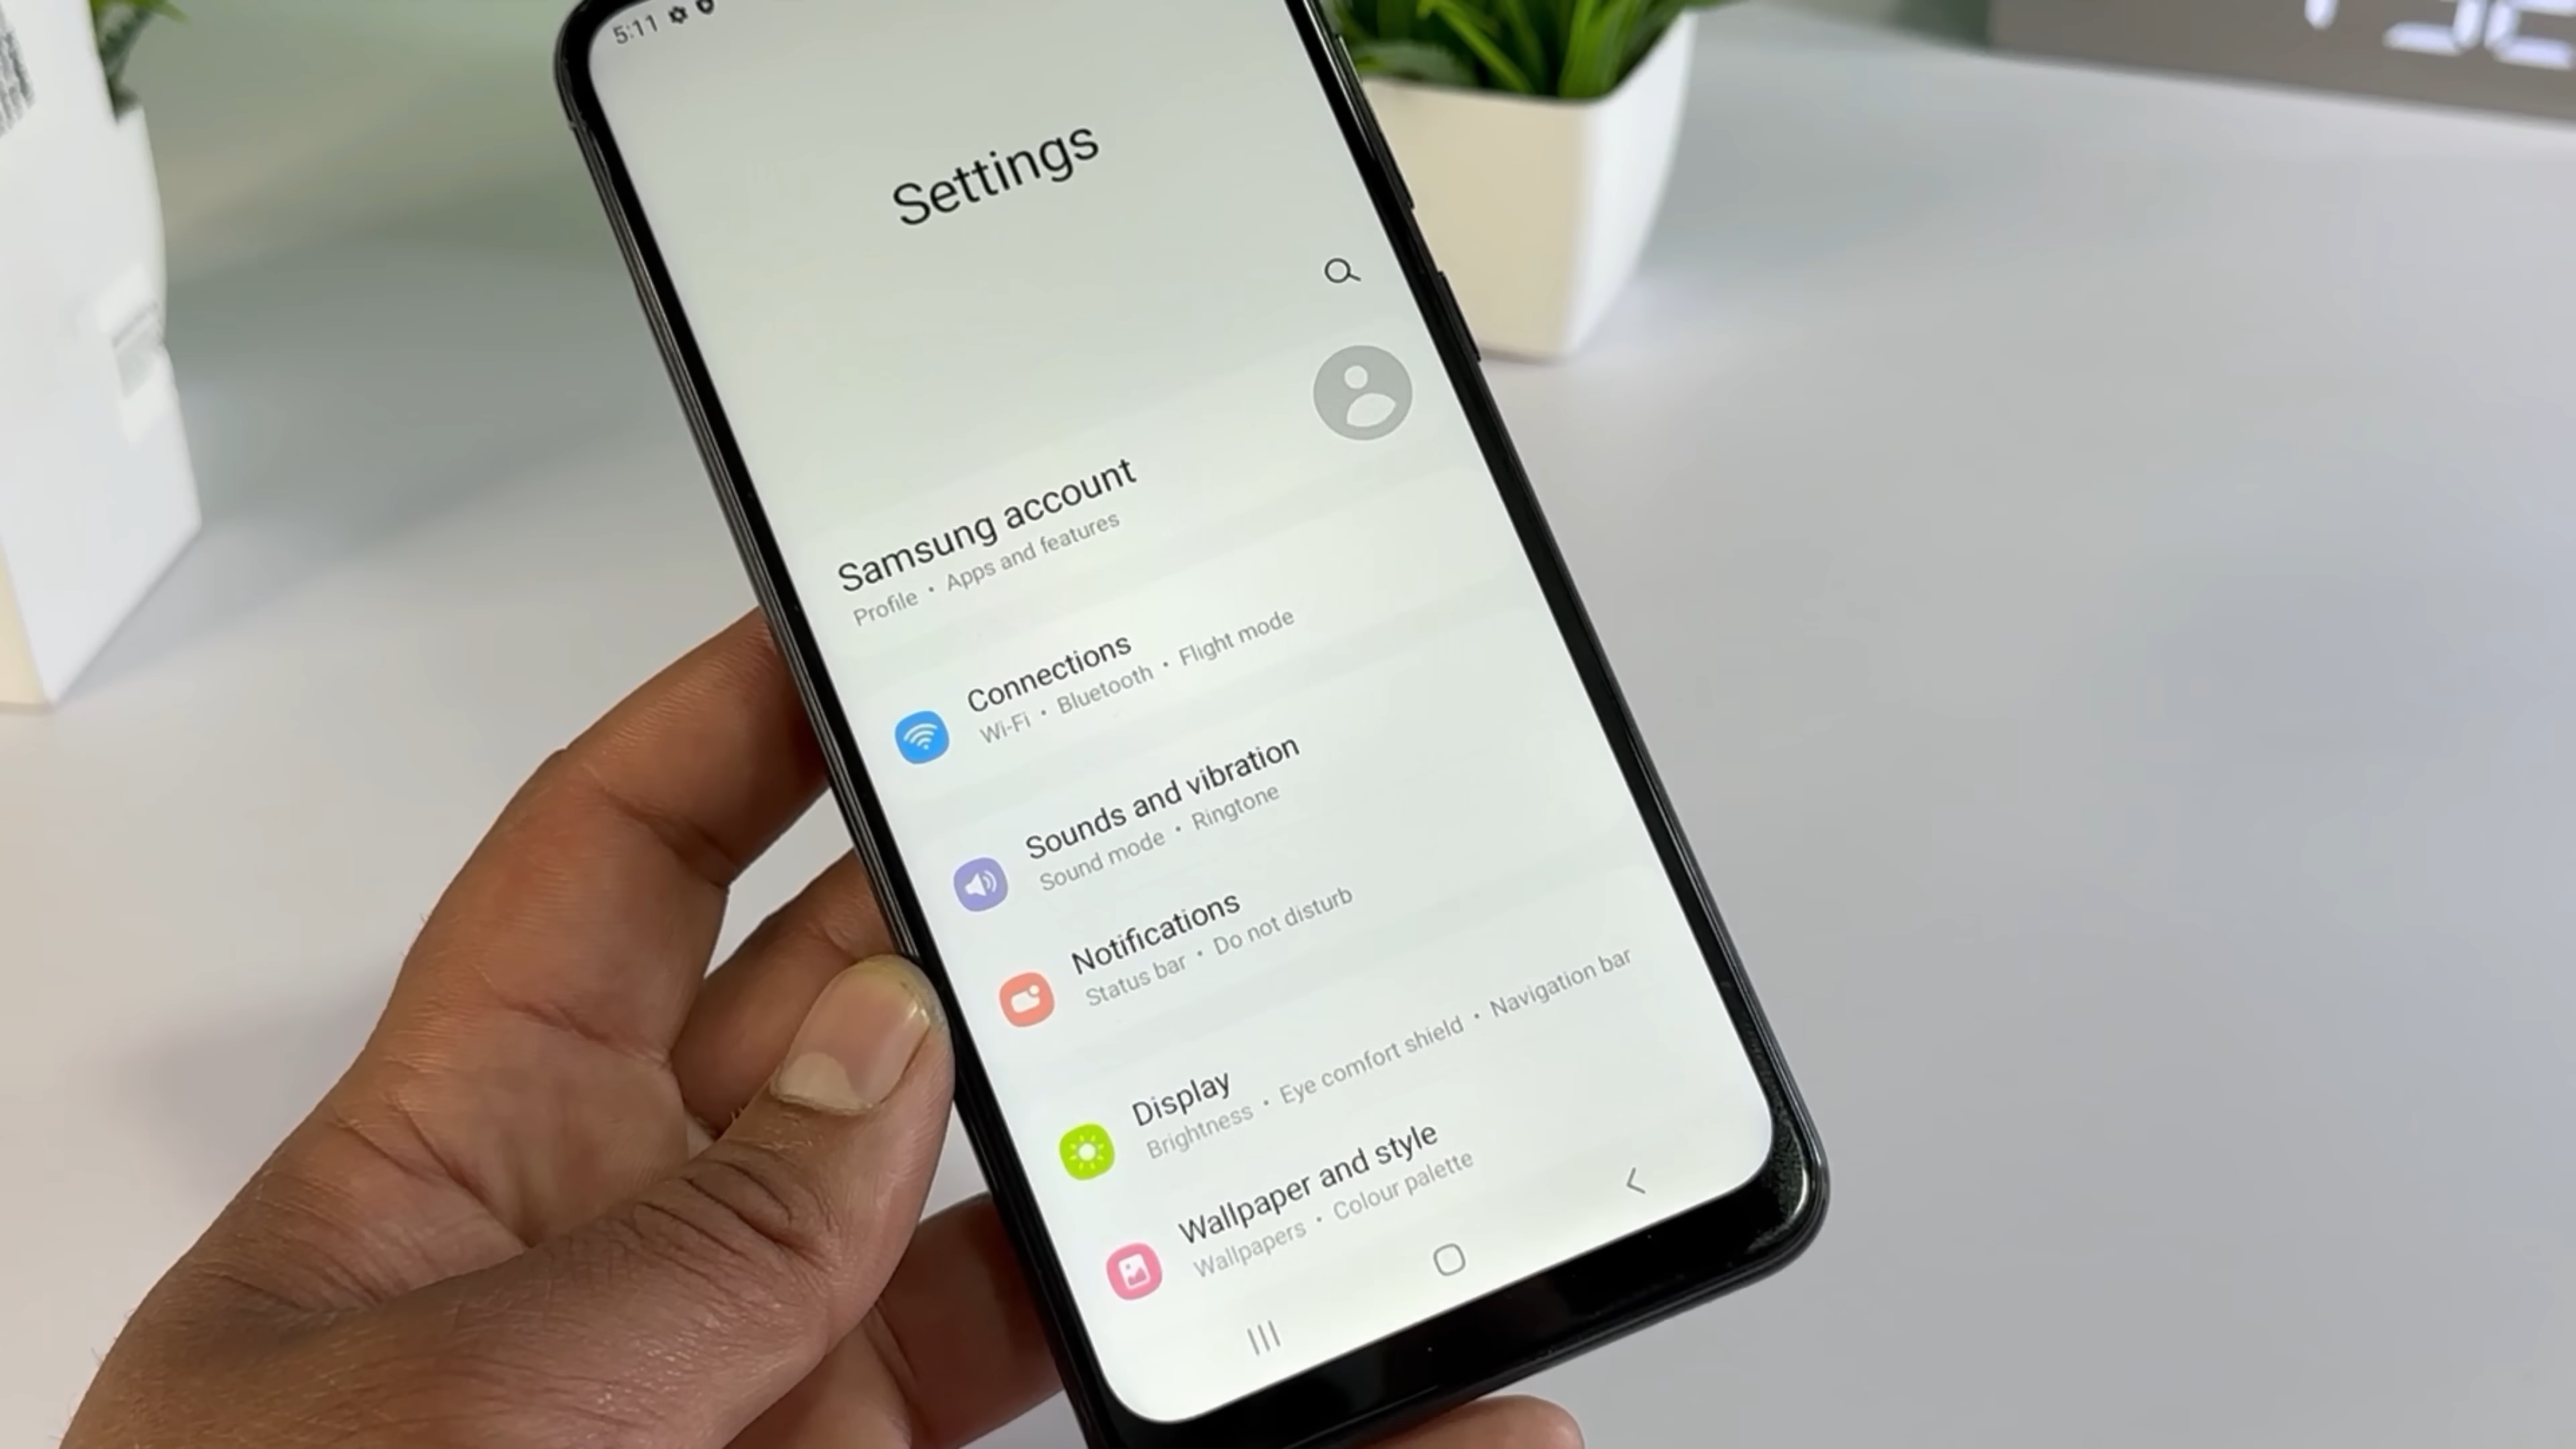 5:11
Settings
Samsung account
Profile • Apps and features
Connections
Wi-Fi • Bluetooth • Flight mode
Sounds and vibration
Sound mode • Ringtone
Notifications
Status bar • Do not disturb
Display
Brightness • Eye comfort shield • Navigation bar
Wallpaper and style
Wallpapers • Colour palette